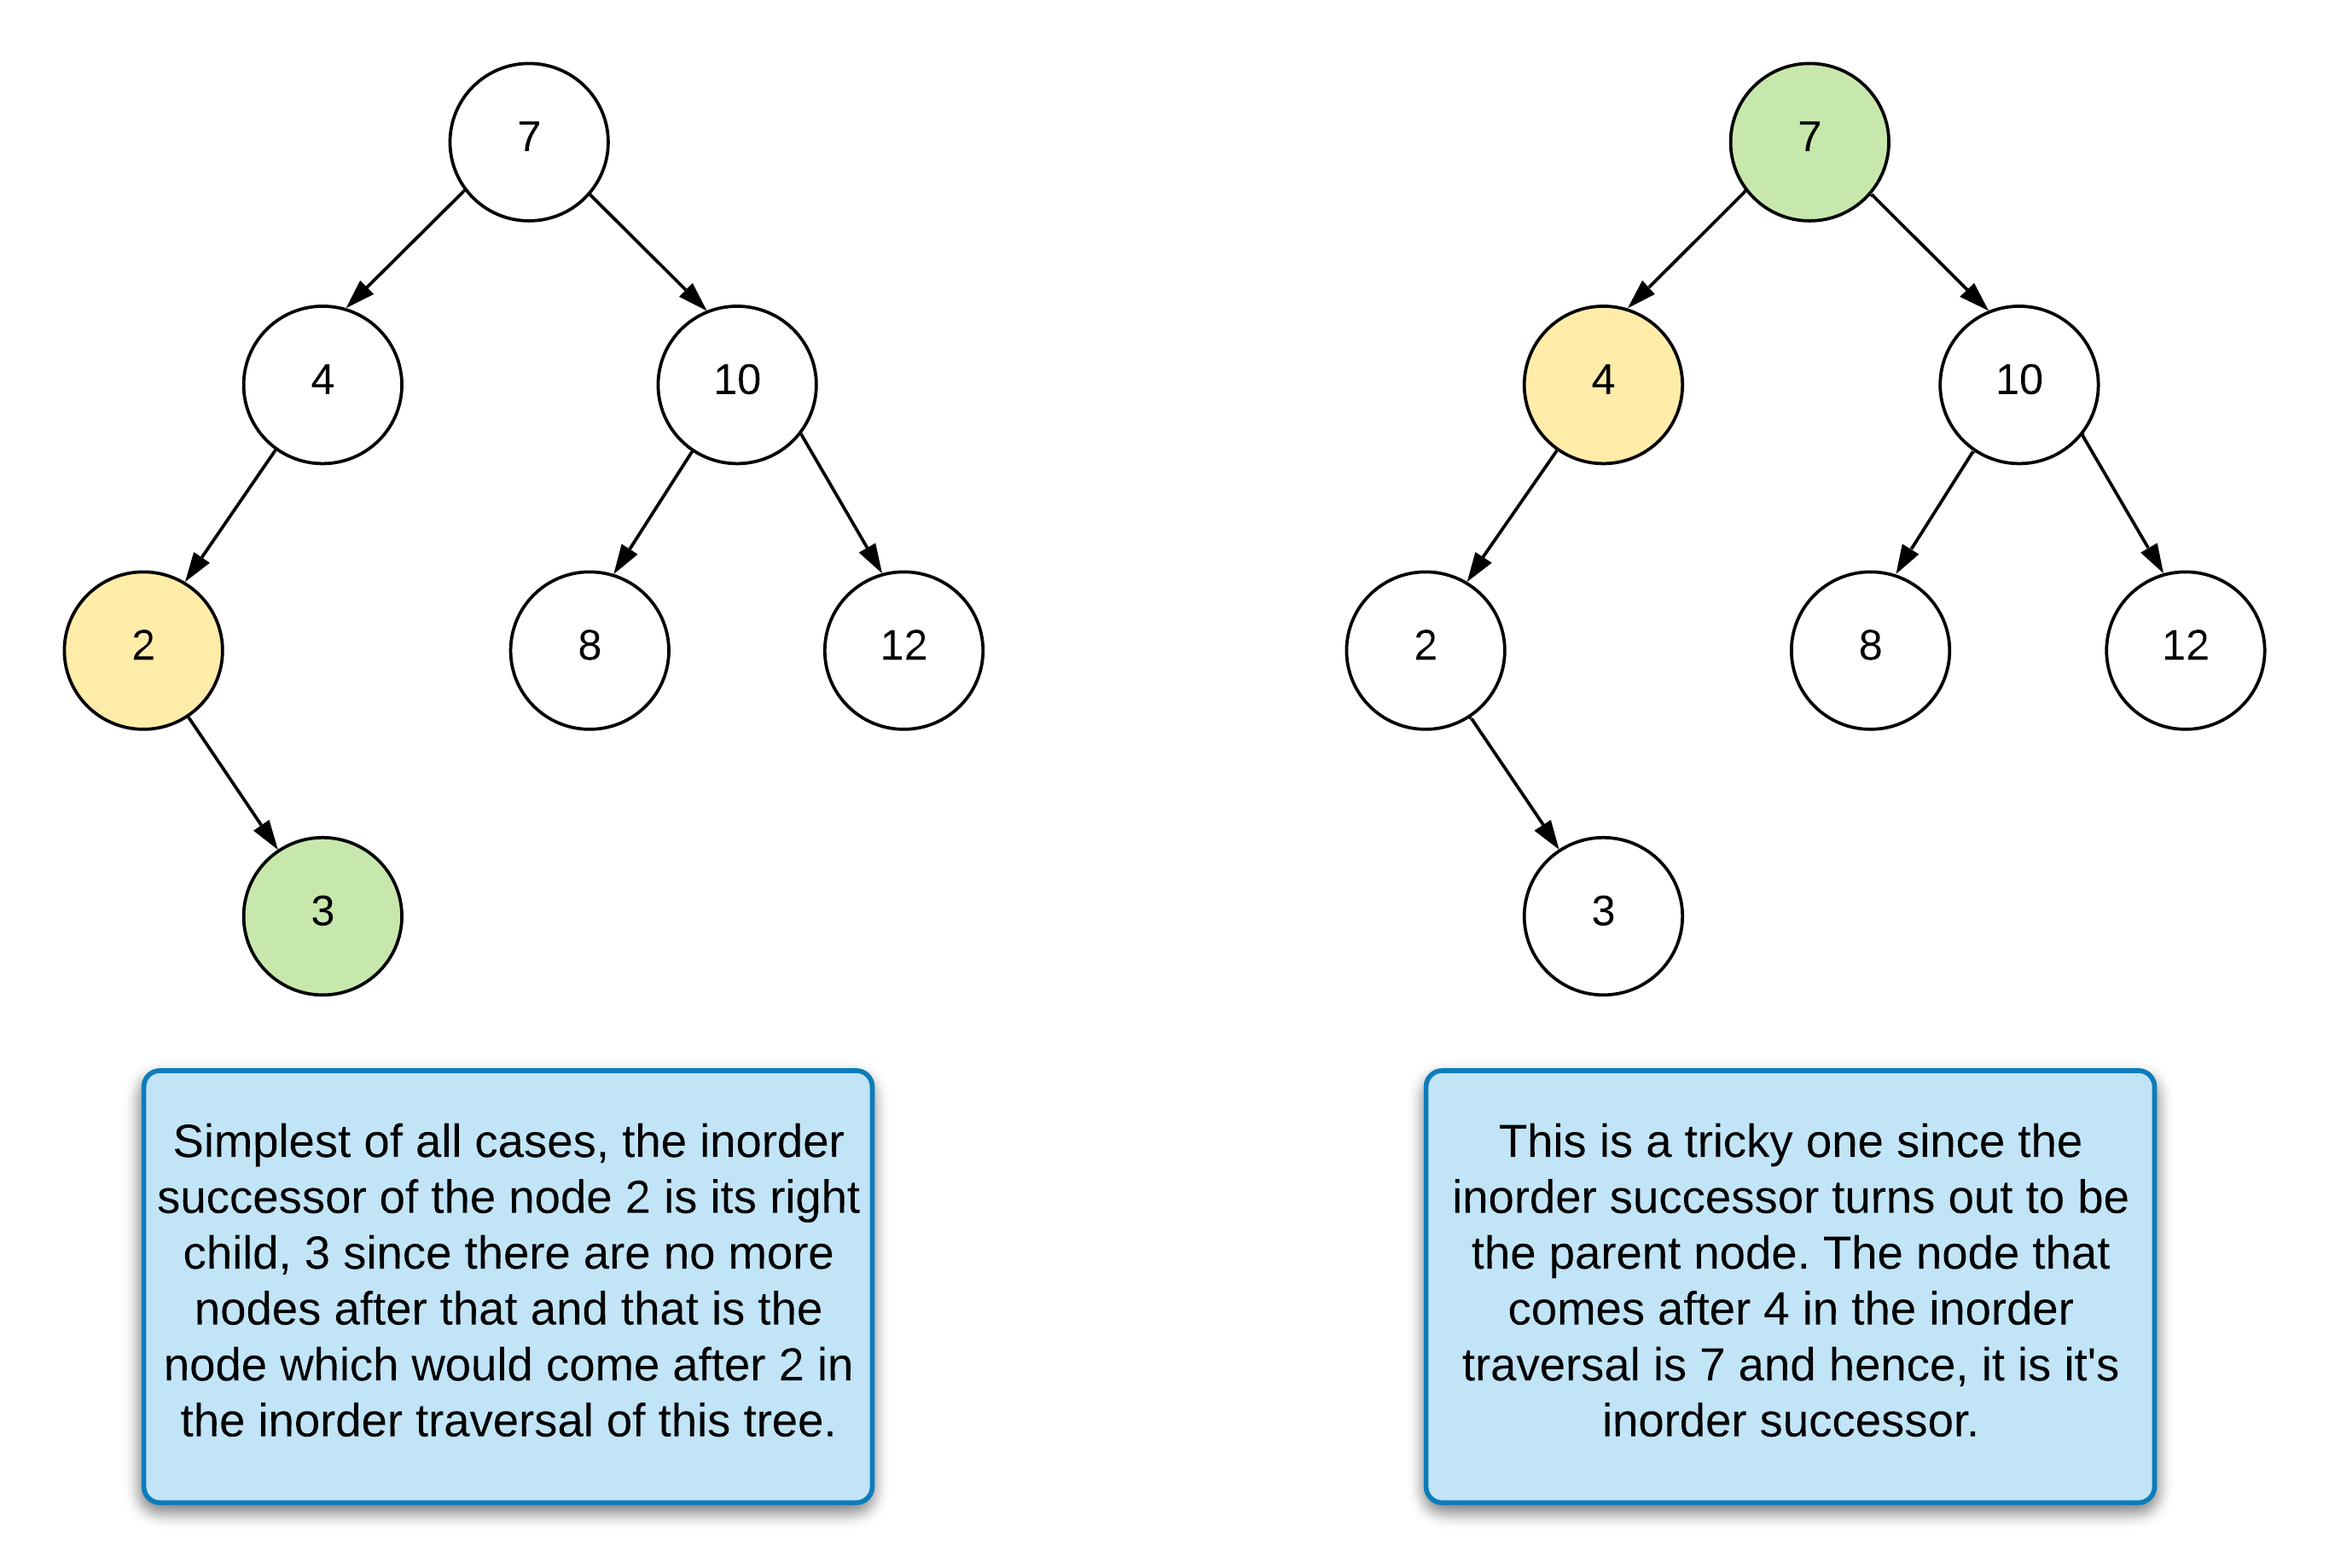 7
4
10
2
8
12
3
Simplest of all cases, the inorder
successor of the node 2 is its right
child, 3 since there are no more
nodes after that and that is the
node which would come after 2 in
the inorder traversal of this tree.
7
4
10
2
8
12
3
This is a tricky one since the
inorder successor turns out to be
the parent node. The node that
comes after 4 in the inorder
traversal is 7 and hence, it is it's
inorder successor.